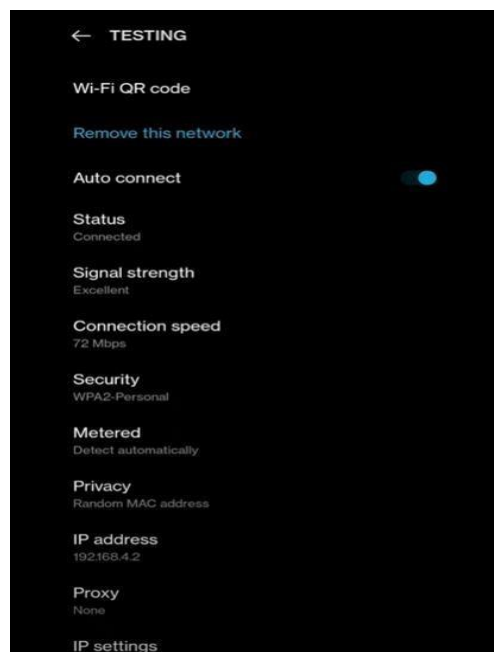 ← TESTING
Wi-Fi QR code
Remove this network
Auto connect
Status
Connected
Signal strength
Excellent
Connection speed
72 Mbps
Security
WPA2-Personal
Metered
Detect automatically
Privacy
Random MAC address
IP address
192.168.4.2
Proxy
None
IP settings